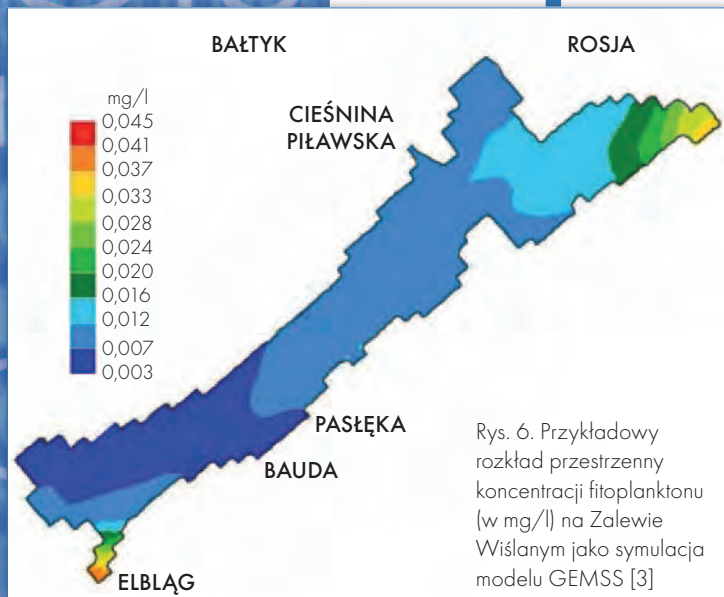 BAŁTYK
ROSJA
CIEŚNINA
PIŁAWSKA
mg/l
0,045
0,041
0,037
0,033
0,028
0,024
0,020
0,016
0,012
0,007
0,003
PASŁĘKA
BAUDA
ELBLĄG
Rys. 6. Przykładowy
rozkład przestrzenny
koncentracji fitoplanktonu
(w mg/l) na Zalewie
Wiślanym jako symulacja
modelu GEMSS [3]